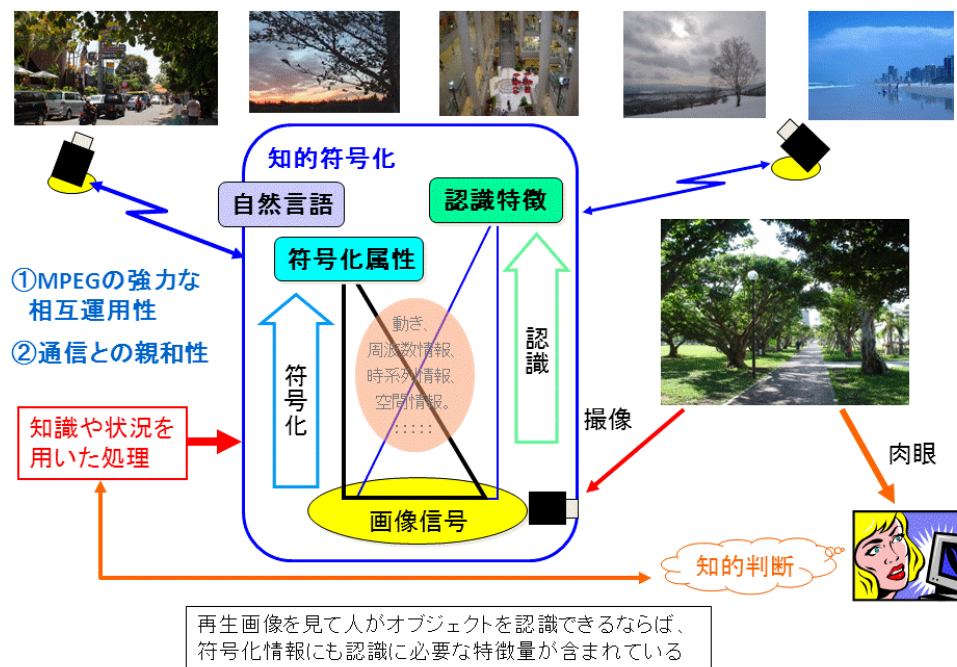 知的符号化
自然言語
認識特徴
符号化属性
①MPEGの強力な
相互運用性
②通信との親和性
動き、
周波数情報、
時系列情報、
空間情報。
:::::
符号化
認識
撮像
肉眼
知識や状況を
用いた処理
画像信号
知的判断
再生画像を見て人がオブジェクトを認識できるならば、
符号化情報にも認識に必要な特徴量が含まれている